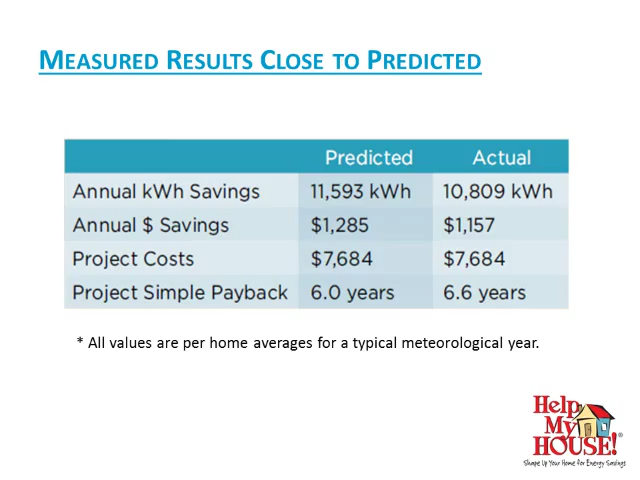 MEASURED RESULTS CLOSE TO PREDICTED
Predicted Actual
Annual kWh Savings 11,593 kWh 10,809 kWh
Annual $ Savings $1,285 $1,157
Project Costs $7,684 $7,684
Project Simple Payback 6.0 years 6.6 years
* All values are per home averages for a typical meteorological year.
Help
My
HOUSE!®
Shape Up Your Home for Energy Savings